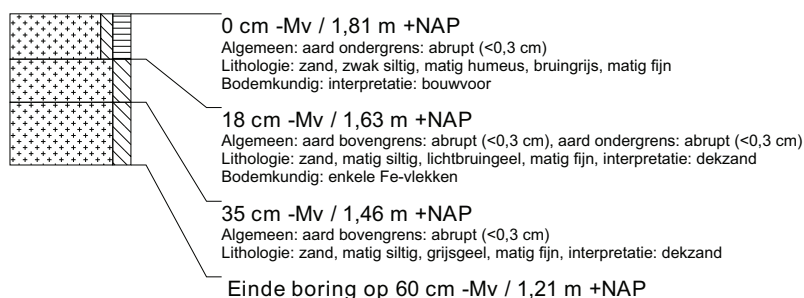 0 cm -Mv / 1,81 m +NAP
Algemeen: aard ondergrens: abrupt (<0,3 cm)
Lithologie: zand, zwak siltig, matig humeus, bruingrijs, matig fijn
Bodemkundig: interpretatie: bouwvoor
18 cm -Mv / 1,63 m +NAP
Algemeen: aard bovengrens: abrupt (<0,3 cm), aard ondergrens: abrupt (<0,3 cm)
Lithologie: zand, matig siltig, lichtbruingeel, matig fijn, interpretatie: dekzand
Bodemkundig: enkele Fe-vlekken
35 cm -Mv / 1,46 m +NAP
Algemeen: aard bovengrens: abrupt (<0,3 cm)
Lithologie: zand, matig siltig, grijsgeel, matig fijn, interpretatie: dekzand
Einde boring op 60 cm -Mv / 1,21 m +NAP